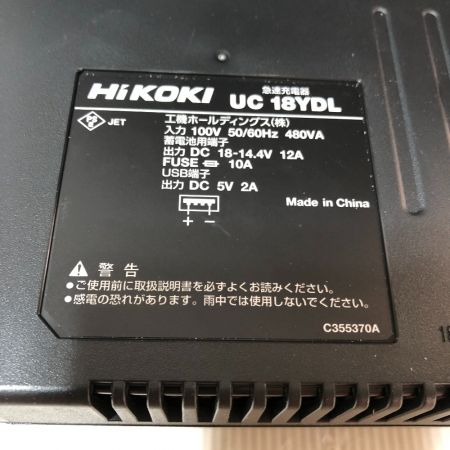 HiKOKI 急速充電器 UC 18YDL
PSE JET 工機ホールディングス(株)
入力 100V 50/60Hz 480VA
蓄電池用端子
出力 DC 18-14.4V 12A
FUSE 10A
USB端子
出力 DC 5V 2A
Made in China
+ −
⚠ 警告
●ご使用前に取扱説明書を必ずよくお読みください。
●感電の恐れがあります。雨中では使用しないでください。
C355370A